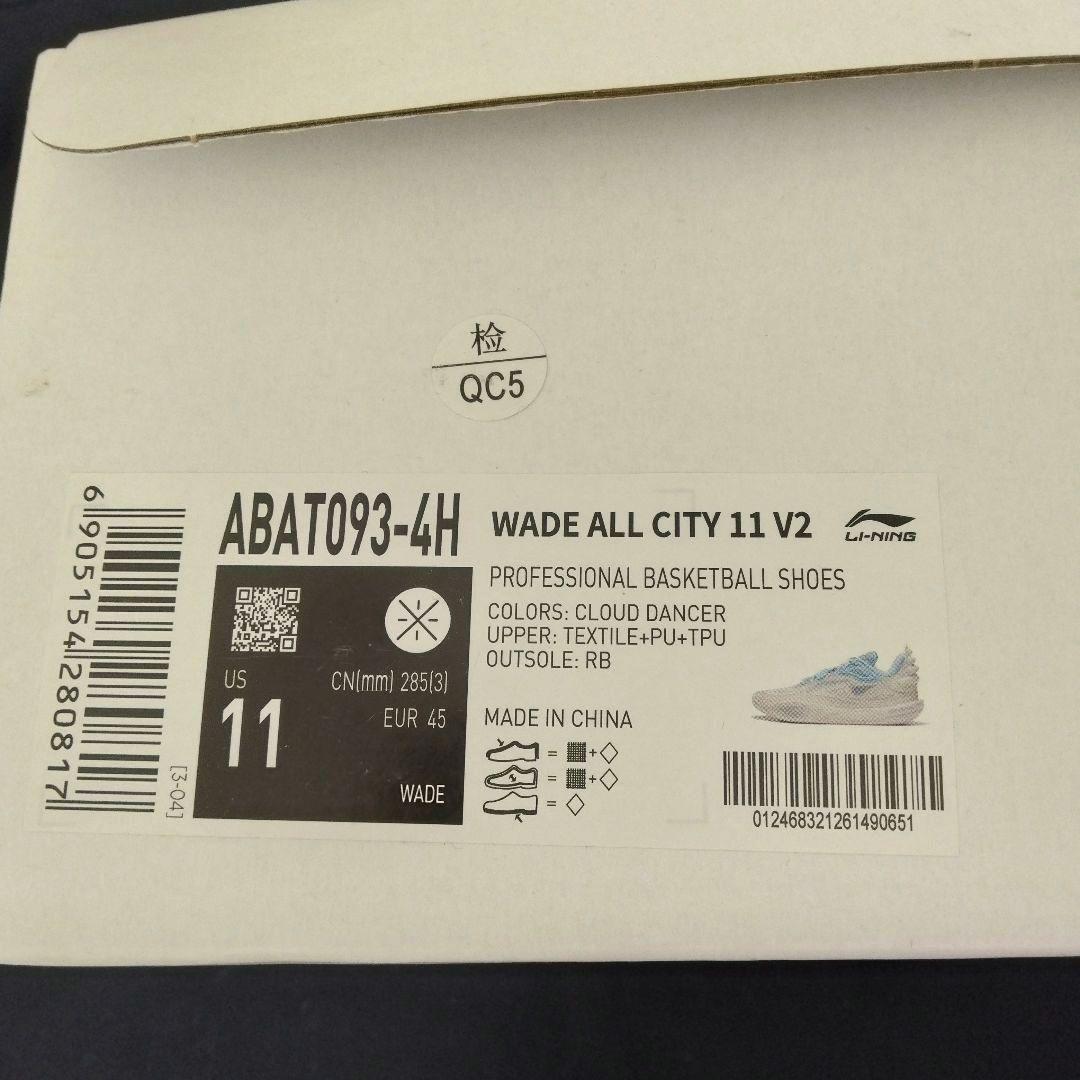 检
QC5
6 905154 280817
[3-04]
ABAT093-4H
US
11
CN(mm) 285(3)
EUR 45
WADE
WADE ALL CITY 11 V2
LI-NING
PROFESSIONAL BASKETBALL SHOES
COLORS: CLOUD DANCER
UPPER: TEXTILE+PU+TPU
OUTSOLE: RB
MADE IN CHINA
= +
= +
=
012468321261490651